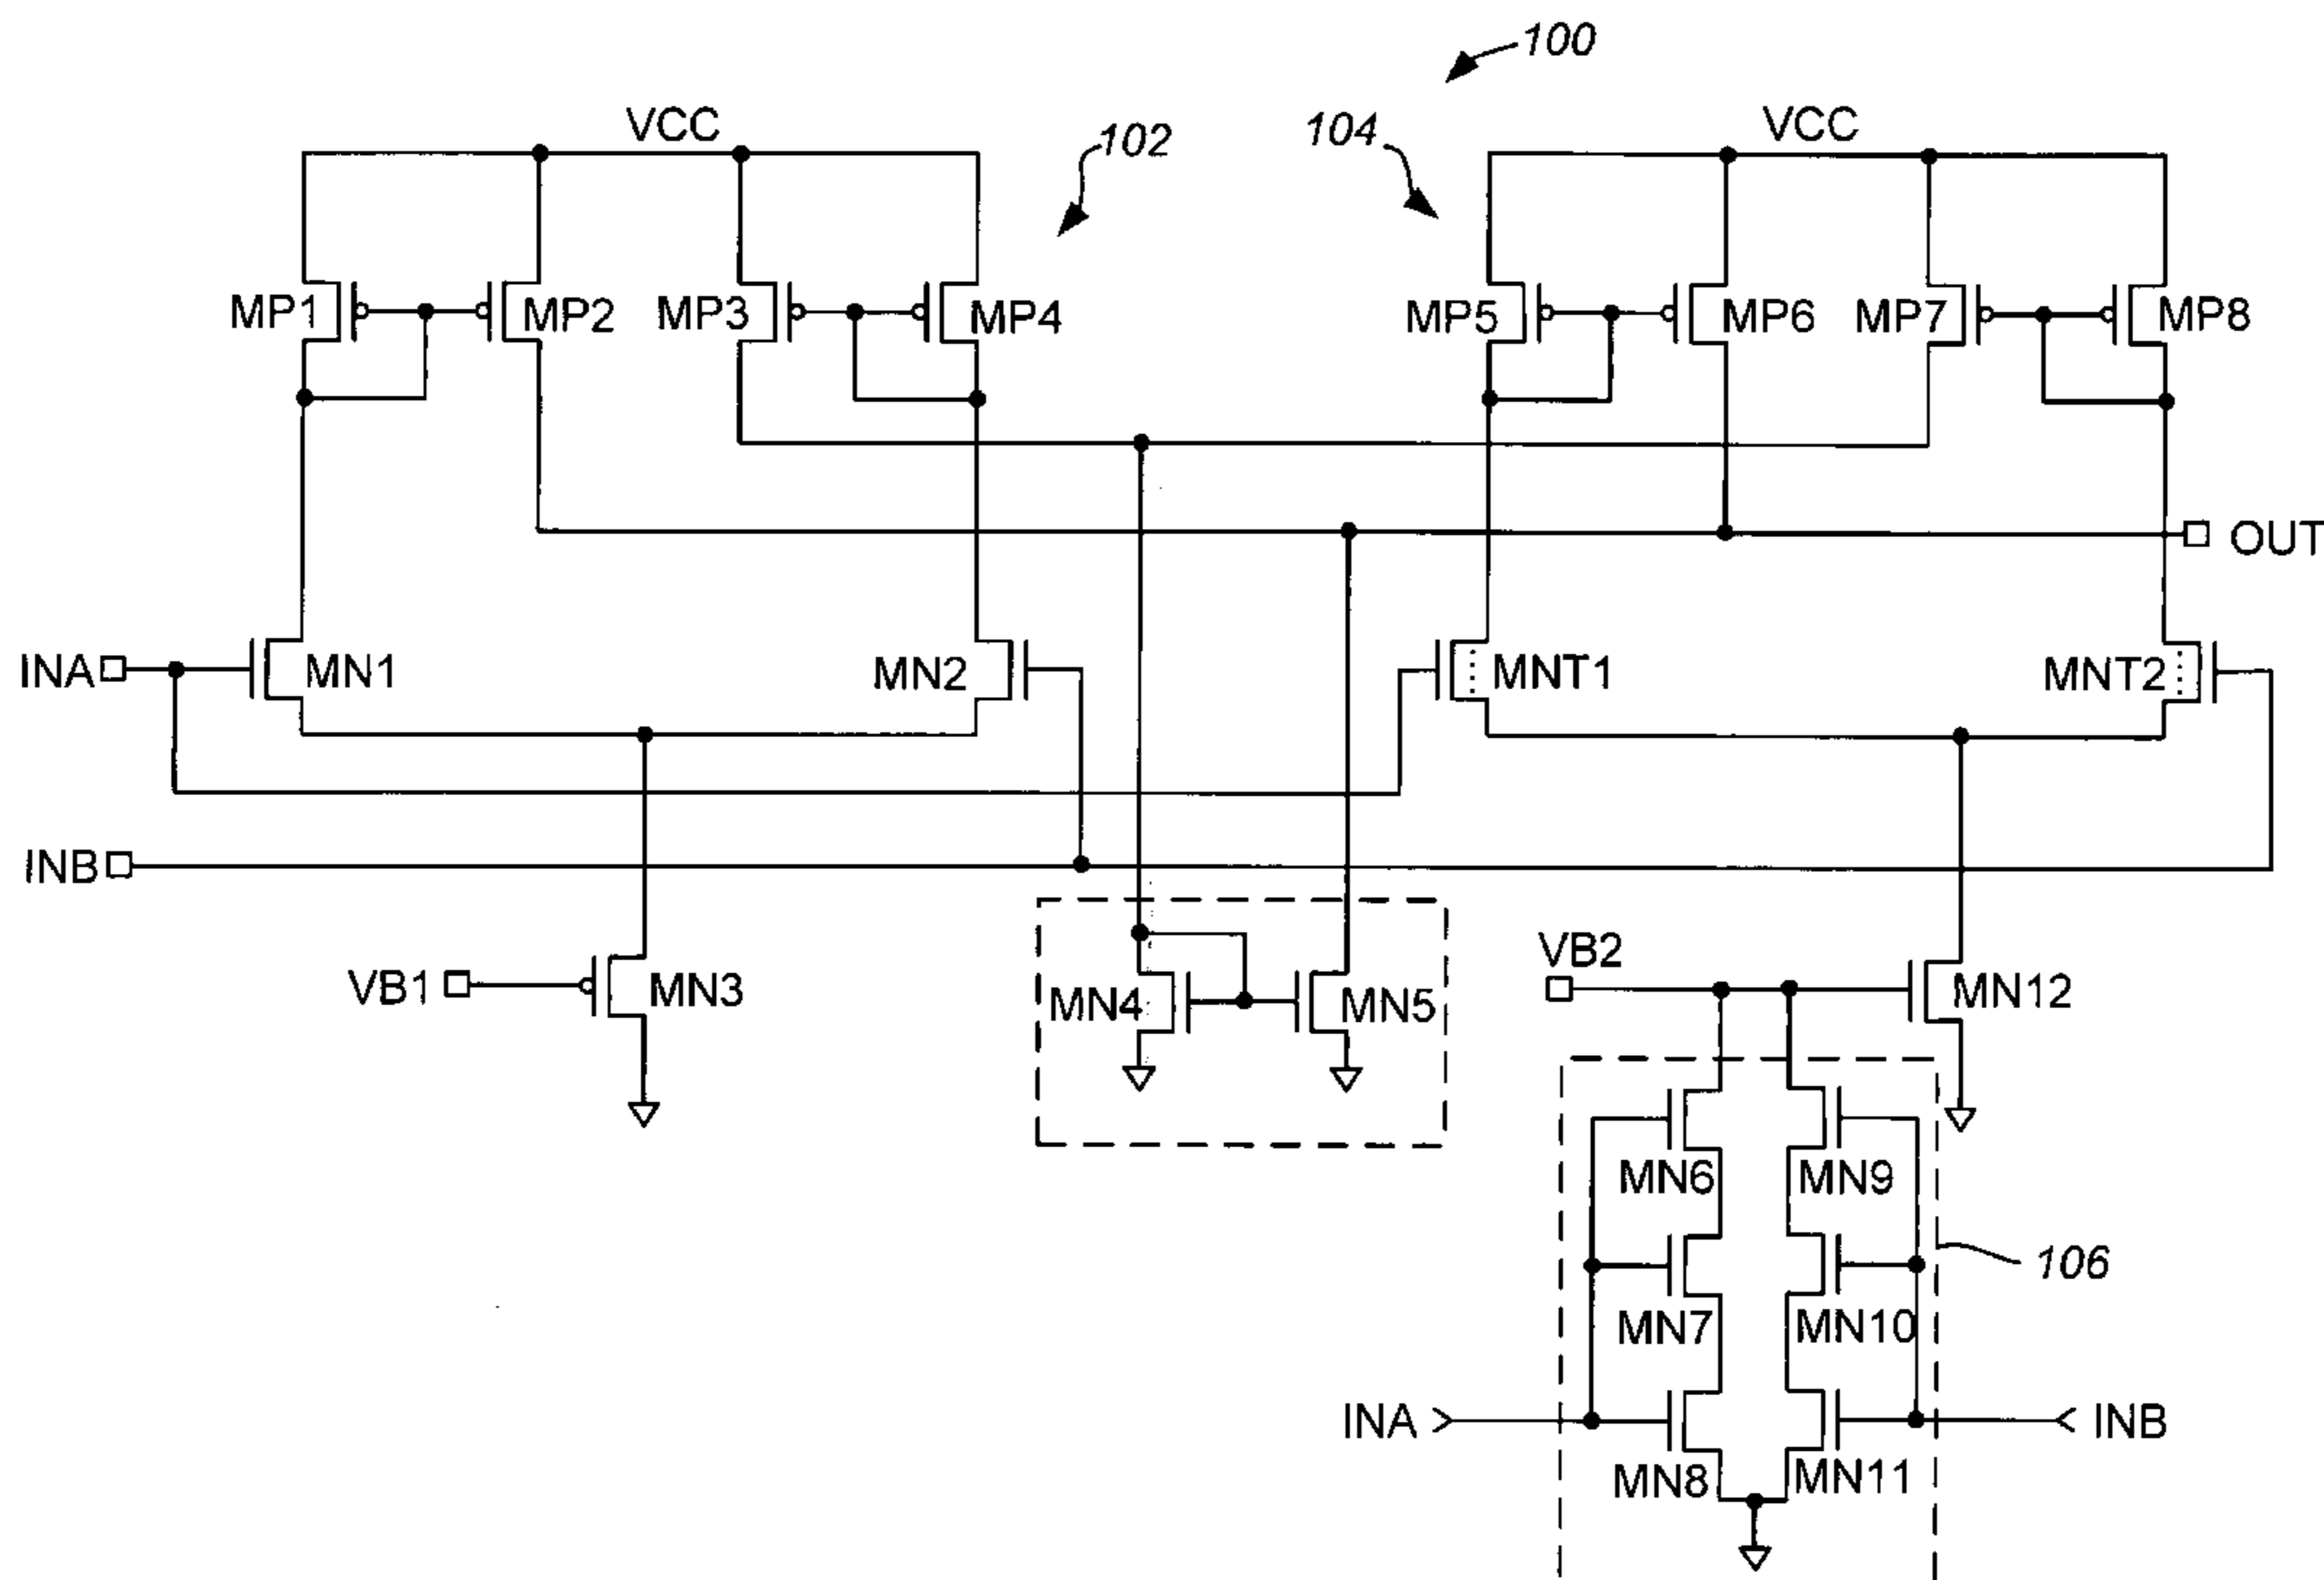 100
VCC
102
104
VCC
MP1
MP2
MP3
MP4
MP5
MP6
MP7
MP8
OUT
INA
MN1
MN2
MNT1
MNT2
INB
VB1
MN3
MN4
MN5
VB2
MN12
MN6
MN9
106
MN7
MN10
INA
INB
MN8
MN11